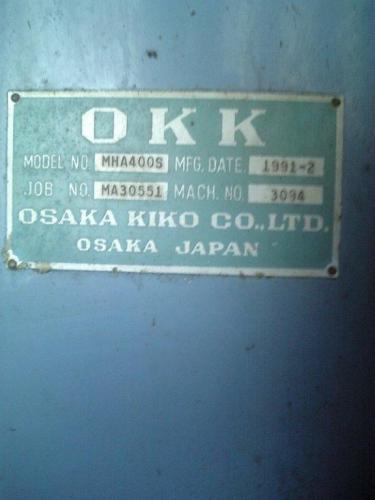 OKK
MODEL NO. MHA400S MFG. DATE. 1991-2
JOB NO. MA30551 MACH. NO. 3094
OSAKA KIKO CO.,LTD.
OSAKA JAPAN